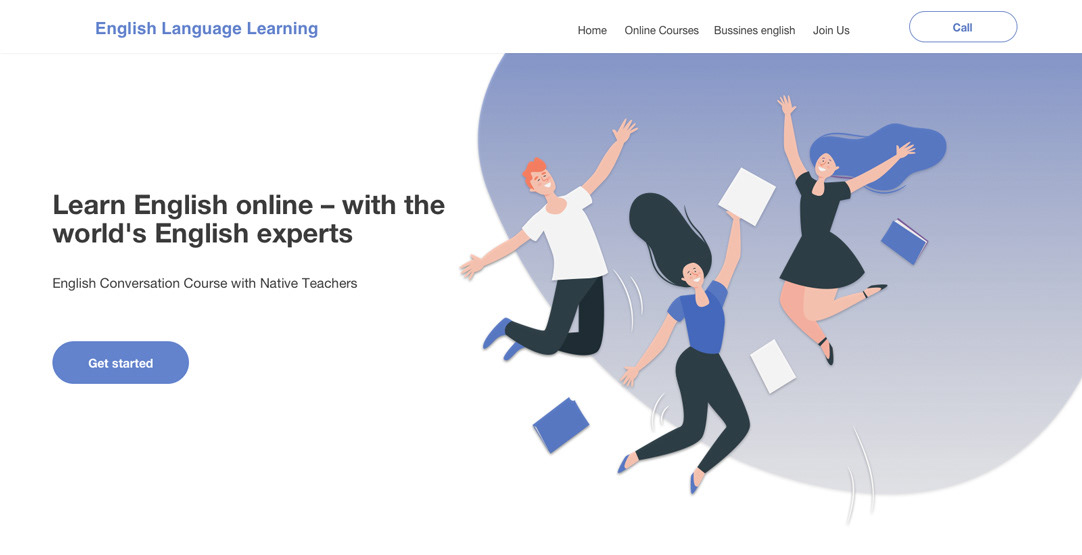 English Language Learning
Home Online Courses Bussines english Join Us
Call
Learn English online – with the
world's English experts
English Conversation Course with Native Teachers
Get started